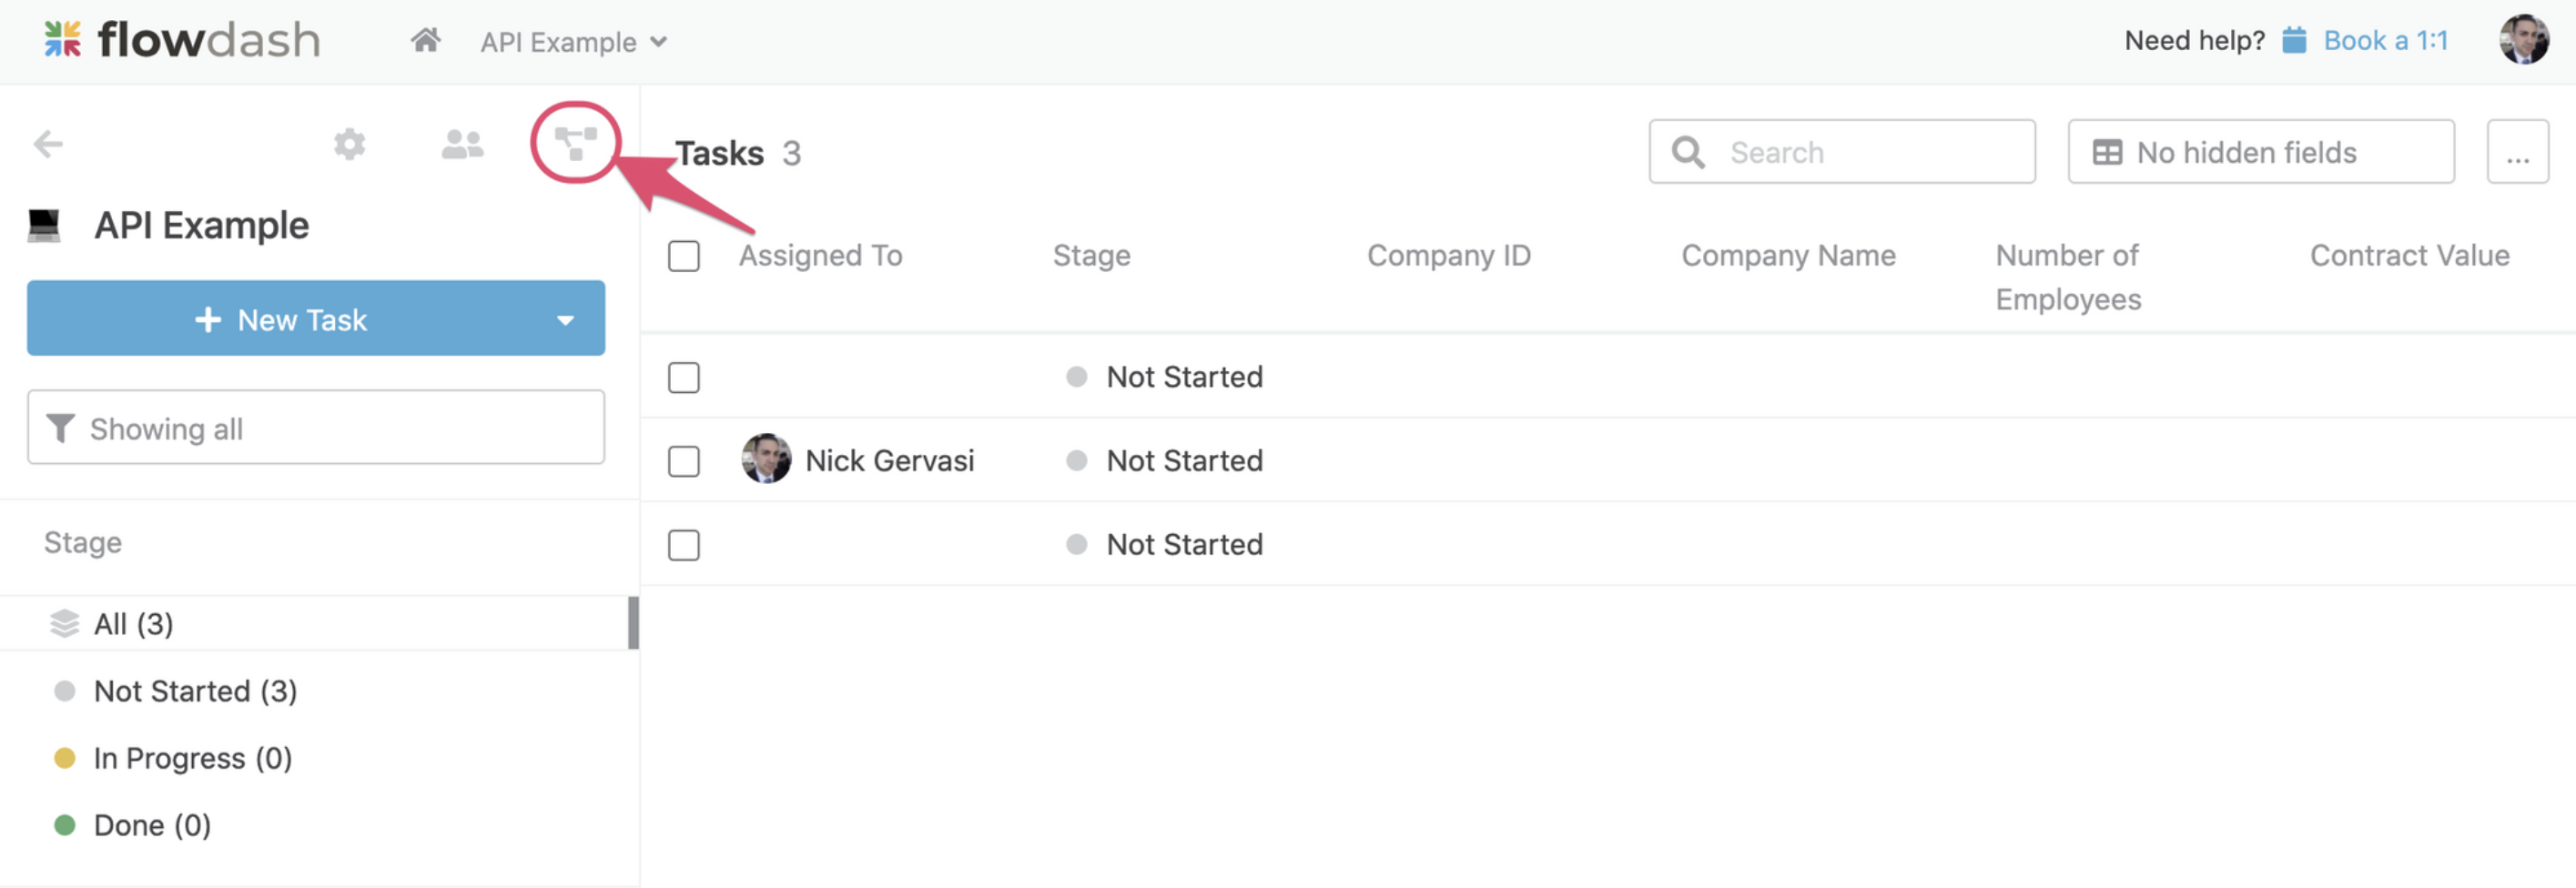 flowdash API Example Need help? Book a 1:1
API Example
New Task
Showing all
Stage
All (3)
Not Started (3)
In Progress (0)
Done (0)
Tasks 3 Search No hidden fields ...
Assigned To Stage Company ID Company Name Number of Employees Contract Value
Not Started
Nick Gervasi Not Started
Not Started